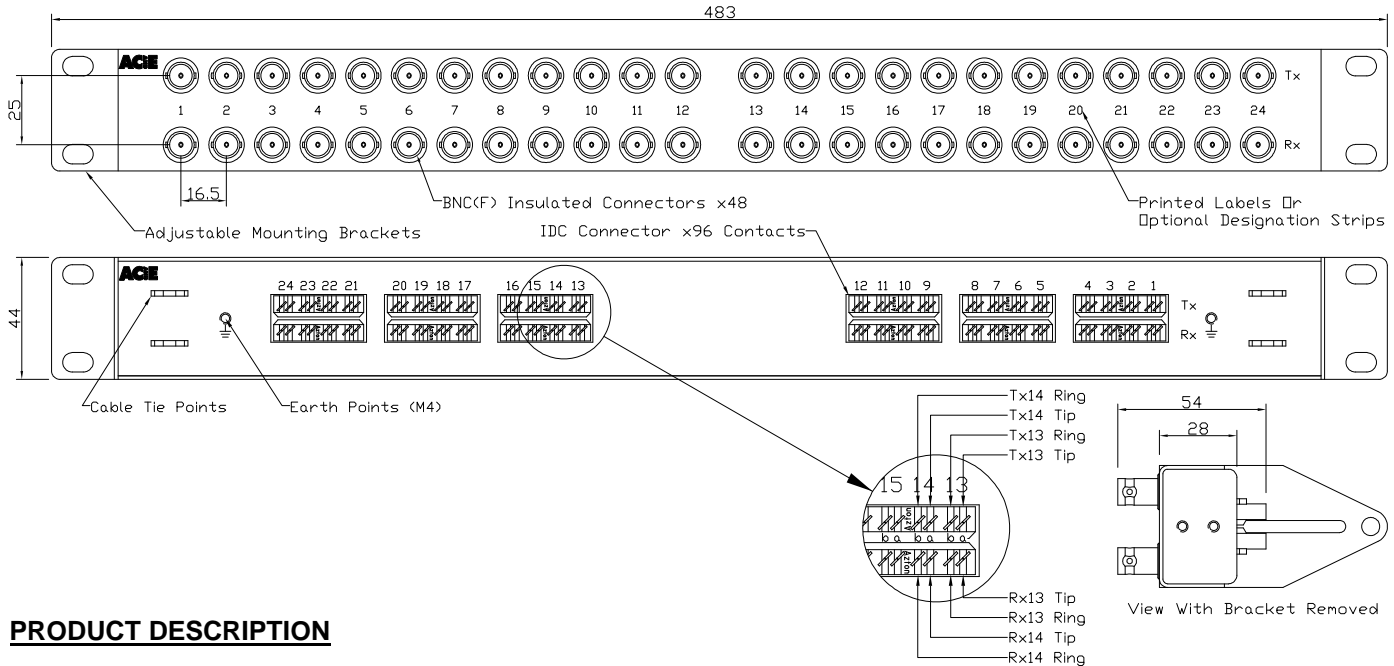 483
ACE
Tx
25
1 2 3 4 5 6 7 8 9 10 11 12 13 14 15 16 17 18 19 20 21 22 23 24
Rx
16.5
BNC(F) Insulated Connectors x48
Printed Labels Or
Optional Designation Strips
Adjustable Mounting Brackets
IDC Connector x96 Contacts
ACE
24 23 22 21 20 19 18 17 16 15 14 13 12 11 10 9 8 7 6 5 4 3 2 1
Tx
44
Rx
Cable Tie Points
Earth Points (M4)
Tx14 Ring
Tx14 Tip
Tx13 Ring
Tx13 Tip
54
28
15 14 13
Azton
Azton
Rx13 Tip
Rx13 Ring
Rx14 Tip
Rx14 Ring
View With Bracket Removed
PRODUCT DESCRIPTION